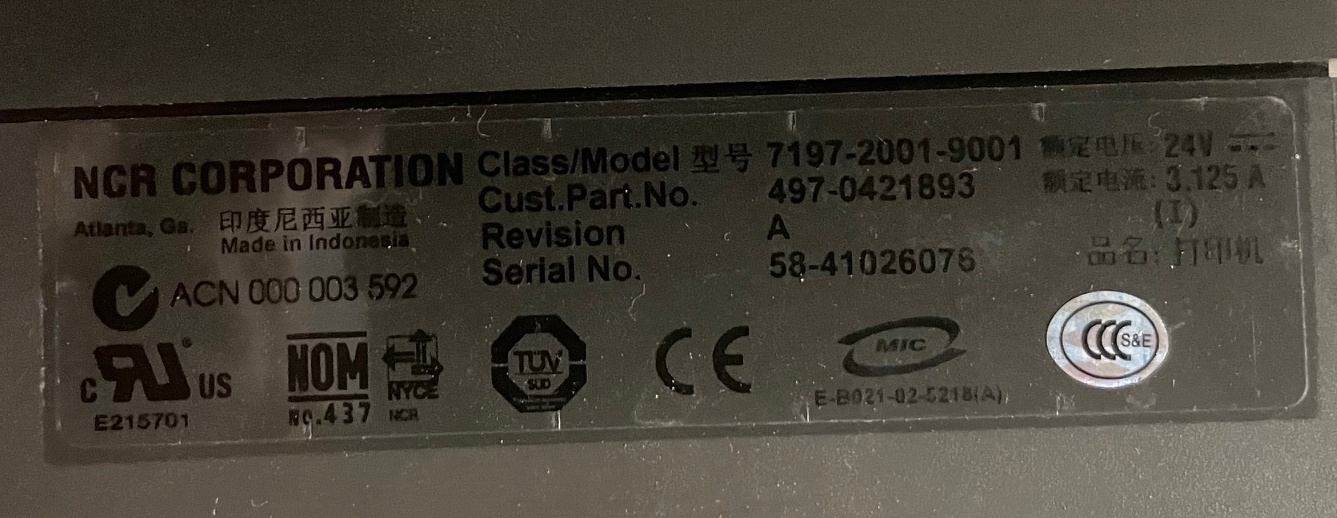 NCR CORPORATION
Atlanta, Ga.
印度尼西亚制造
Made in Indonesia
ACN 000 003 592
C RU US
E215701
NOM
No.437
NYCE
NCR
Class/Model 型号 7197-2001-9001
Cust.Part.No. 497-0421893
Revision A
Serial No. 58-41026076
TÜV
SÜD
CE
MIC
E-B021-02-5218(A)
额定电压: 24V
额定电流: 3.125 A
(I)
品名: 打印机
CCC S&E